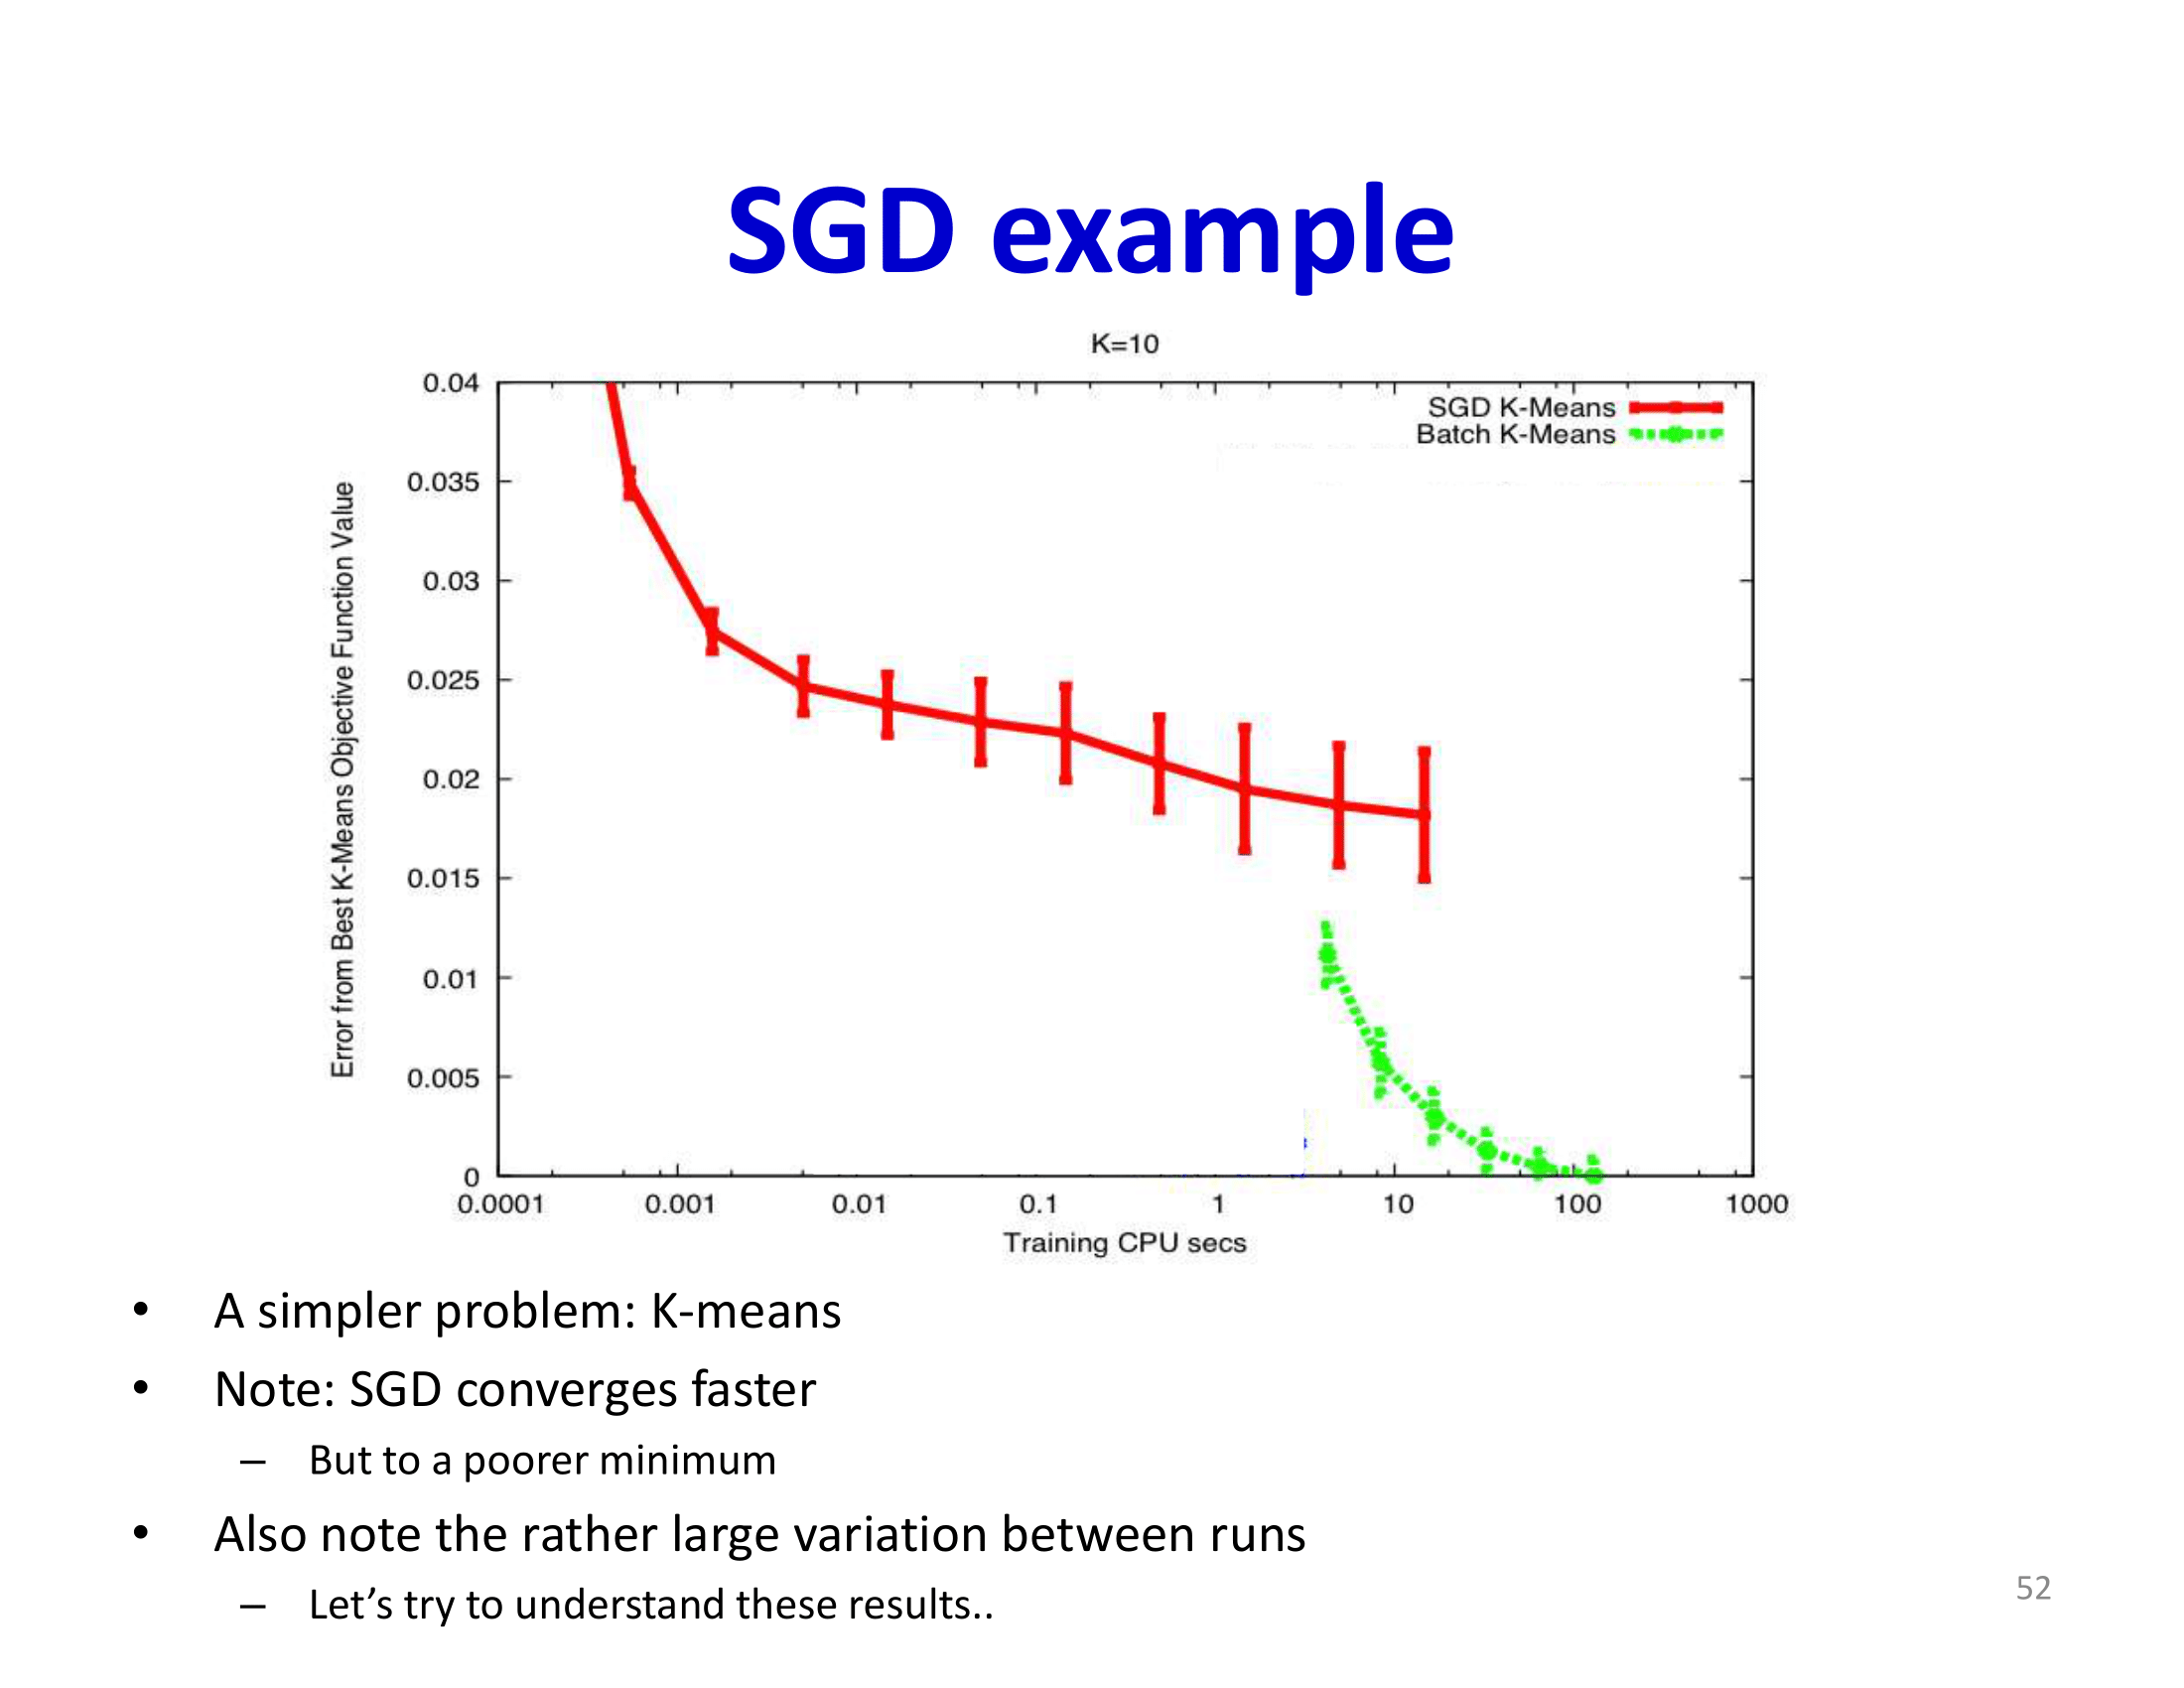 SGD example
K=10
0.04
0.035
0.03
0.025
0.02
0.015
0.01
0.005
0
Error from Best K-Means Objective Function Value
SGD K-Means
Batch K-Means
0.0001 0.001 0.01 0.1 1 10 100 1000
Training CPU secs
• A simpler problem: K-means
• Note: SGD converges faster
– But to a poorer minimum
• Also note the rather large variation between runs
– Let’s try to understand these results..
52